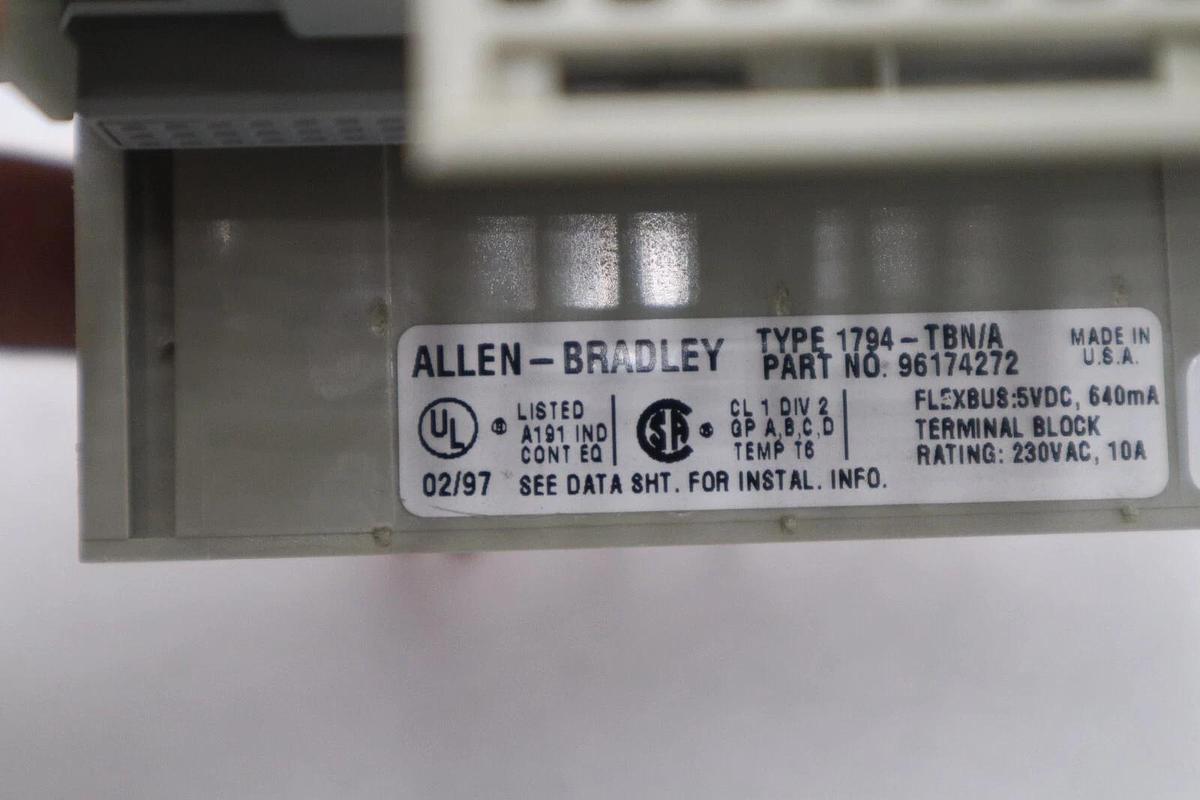 ALLEN-BRADLEY
TYPE 1794-TBN/A
PART NO. 96174272
MADE IN
U.S.A.
UL
®
LISTED
A191 IND
CONT EQ
SA
®
CL 1 DIV 2
GP A,B,C,D
TEMP T6
FLEXBUS:5VDC, 640mA
TERMINAL BLOCK
RATING: 230VAC, 10A
02/97 SEE DATA SHT. FOR INSTAL. INFO.